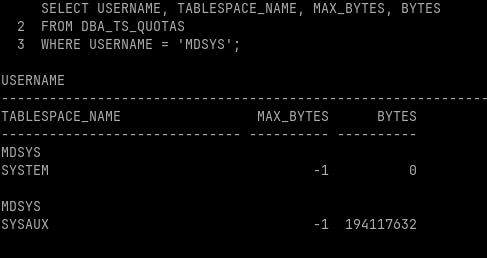 SELECT USERNAME, TABLESPACE_NAME, MAX_BYTES, BYTES
2 FROM DBA_TS_QUOTAS
3 WHERE USERNAME = 'MDSYS';
USERNAME
-------------------------------------------------------------
TABLESPACE_NAME MAX_BYTES BYTES
------------------------------ ---------- ----------
MDSYS
SYSTEM -1 0
MDSYS
SYSAUX -1 194117632